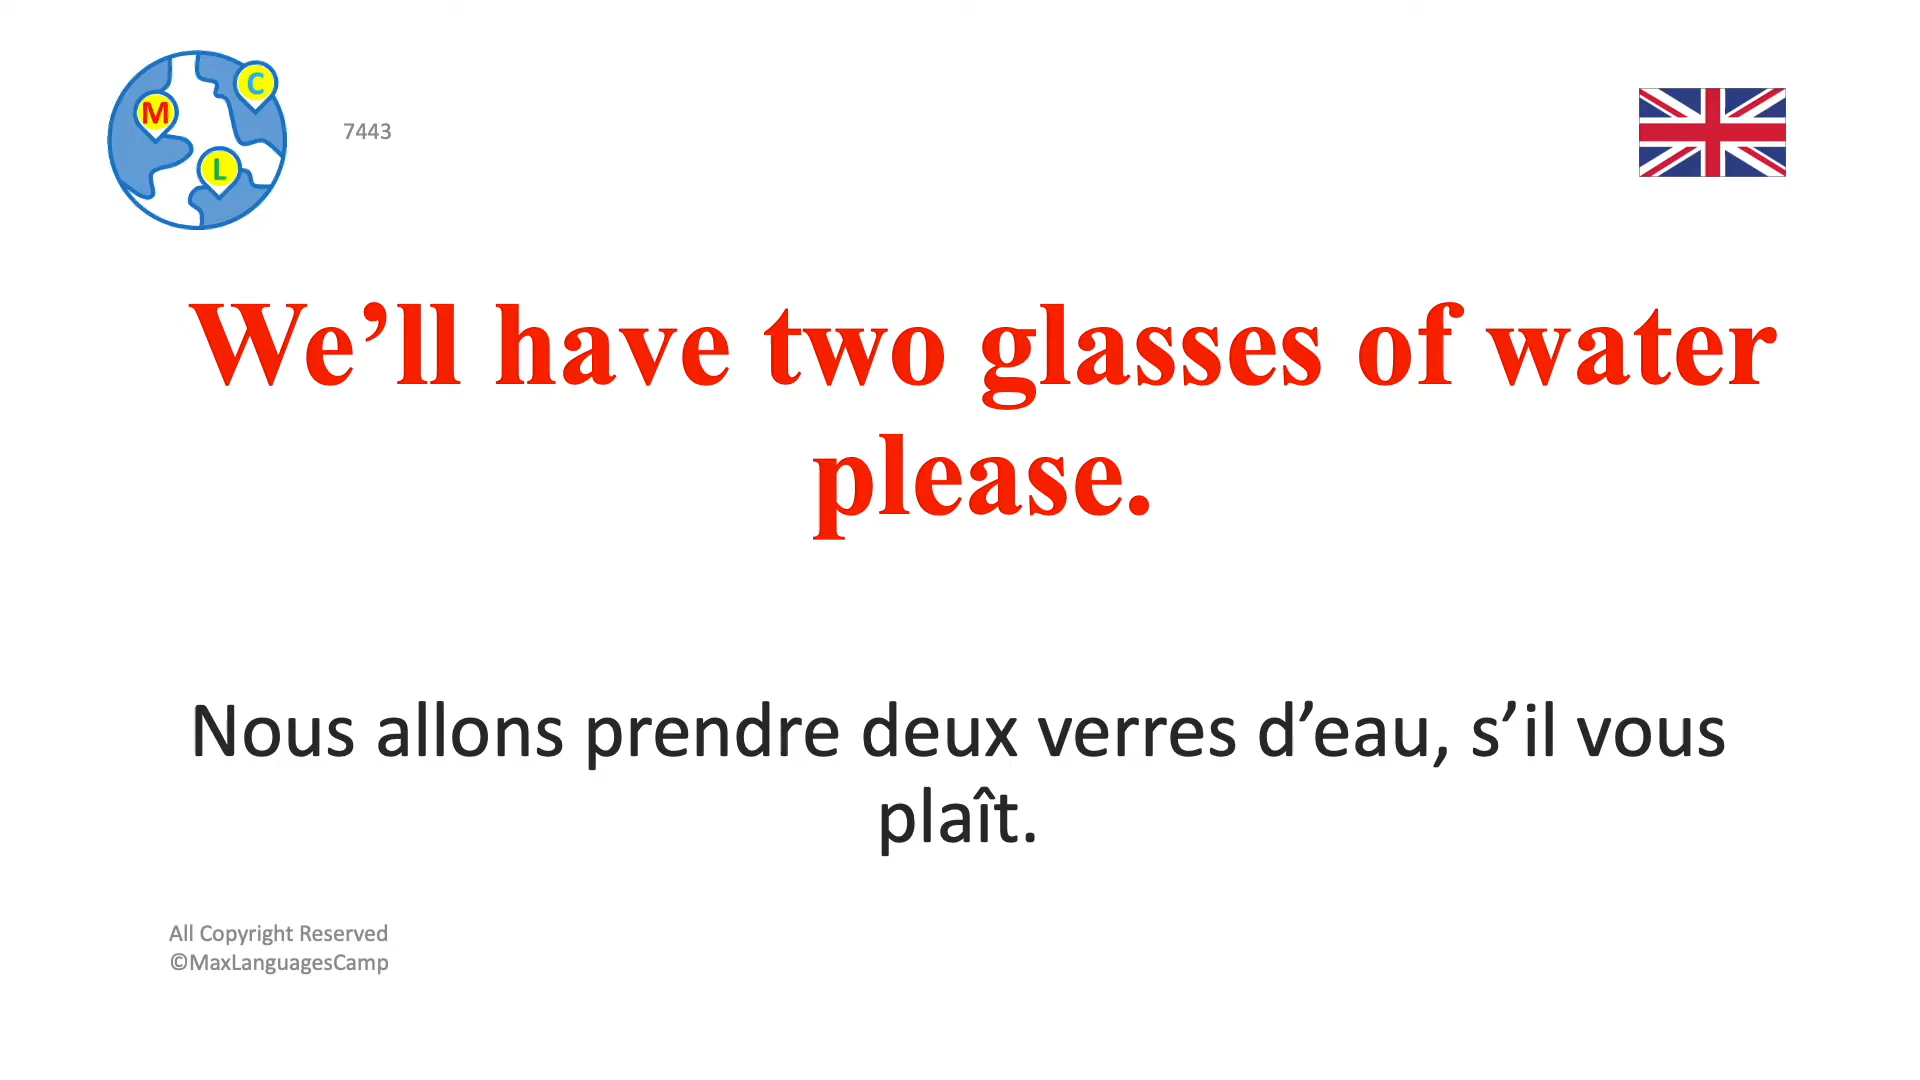 M
C
L
7443
We’ll have two glasses of water
please.
Nous allons prendre deux verres d’eau, s’il vous
plaît.
All Copyright Reserved
©MaxLanguagesCamp